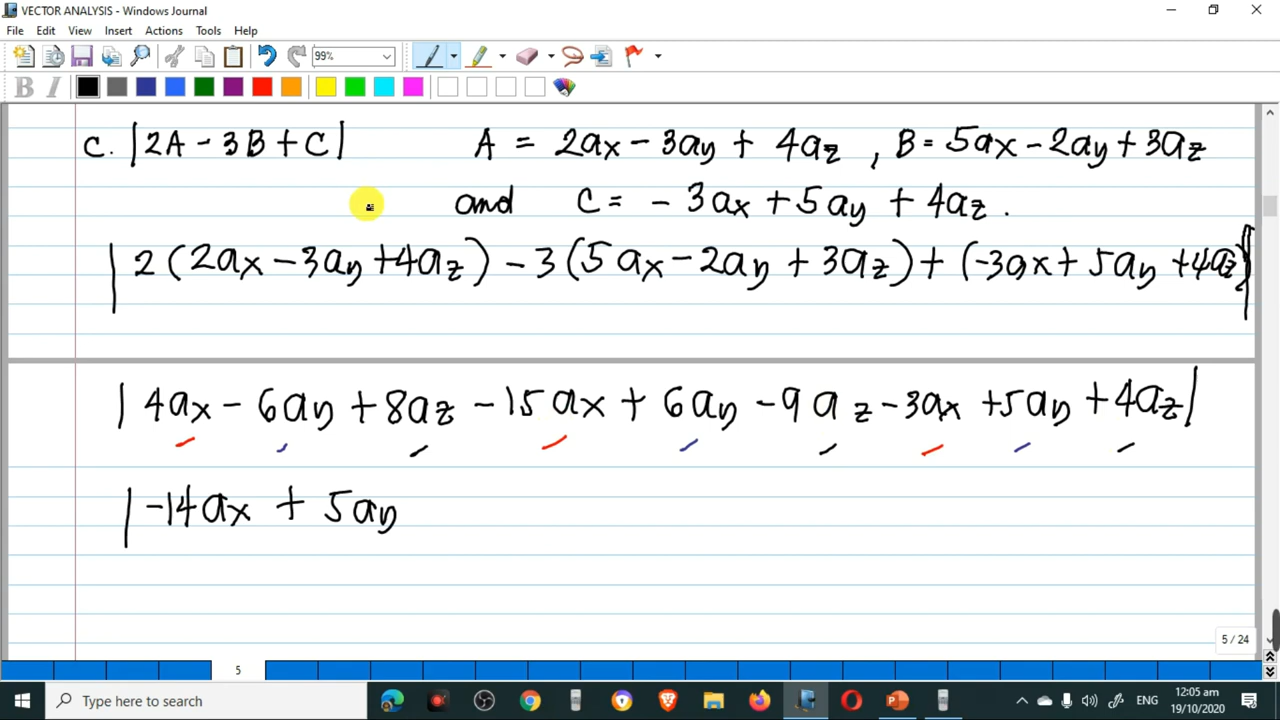 VECTOR ANALYSIS - Windows Journal
File Edit View Insert Actions Tools Help
99%
B I
c. |2A - 3B + C| A = 2ax - 3ay + 4az , B = 5ax - 2ay + 3az
and C = - 3ax + 5ay + 4az .
|2 (2ax - 3ay + 4az) - 3 (5ax - 2ay + 3az) + (-3ax + 5ay + 4az)|
|4ax - 6ay + 8az - 15ax + 6ay - 9az - 3ax + 5ay + 4az|
|-14ax + 5ay
5 / 24
5
Type here to search
ENG
12:05 am
19/10/2020